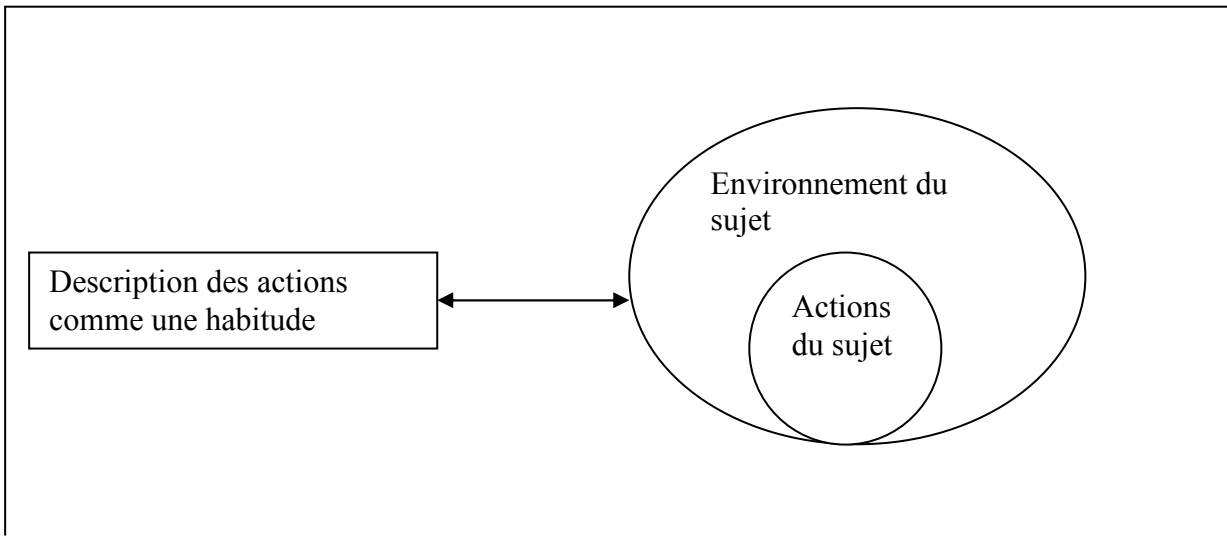 Environnement du
sujet
Description des actions
comme une habitude
Actions
du sujet